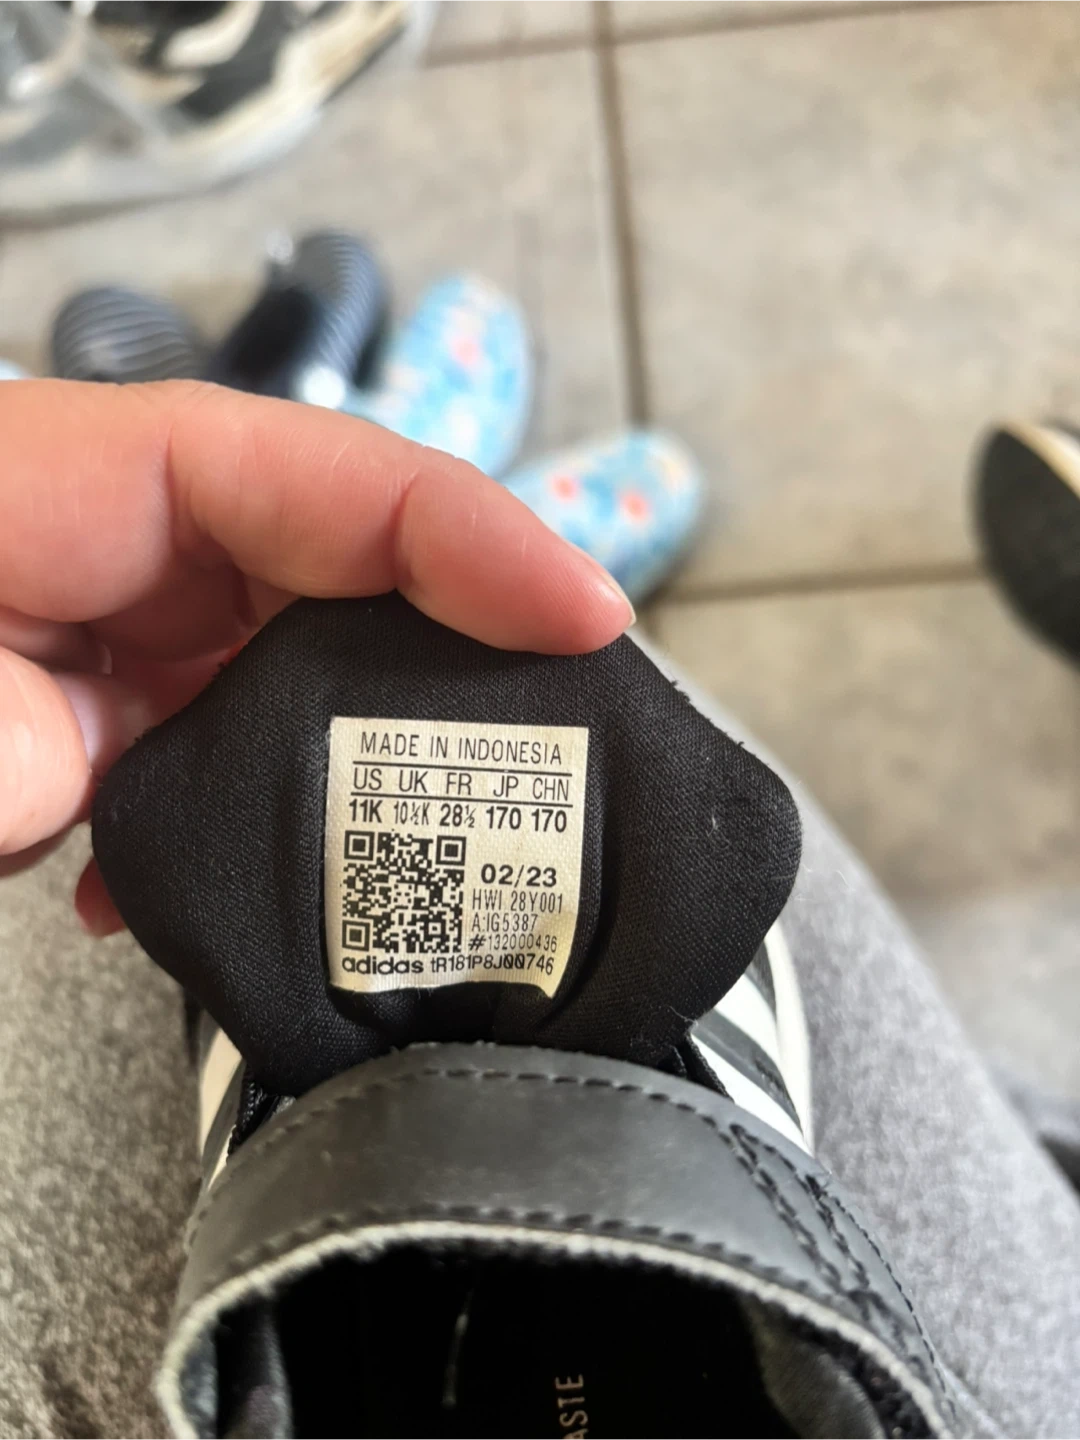 MADE IN INDONESIA
US UK FR JP CHN
11K 10½K 28½ 170 170
02/23
HWI 28Y001
A:IG5387
#132000436
adidas tR181P8J00746
ASTE